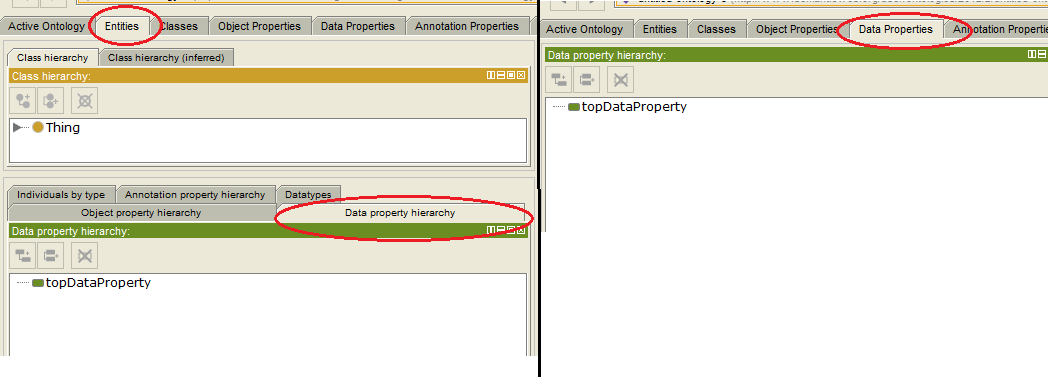 Active Ontology Entities Classes Object Properties Data Properties Annotation Properties
Class hierarchy Class hierarchy (inferred)
Class hierarchy:
Thing
Individuals by type Annotation property hierarchy Datatypes
Object property hierarchy Data property hierarchy
Data property hierarchy:
topDataProperty
Active Ontology Entities Classes Object Properties Data Properties Annotation Propertie
Data property hierarchy:
topDataProperty